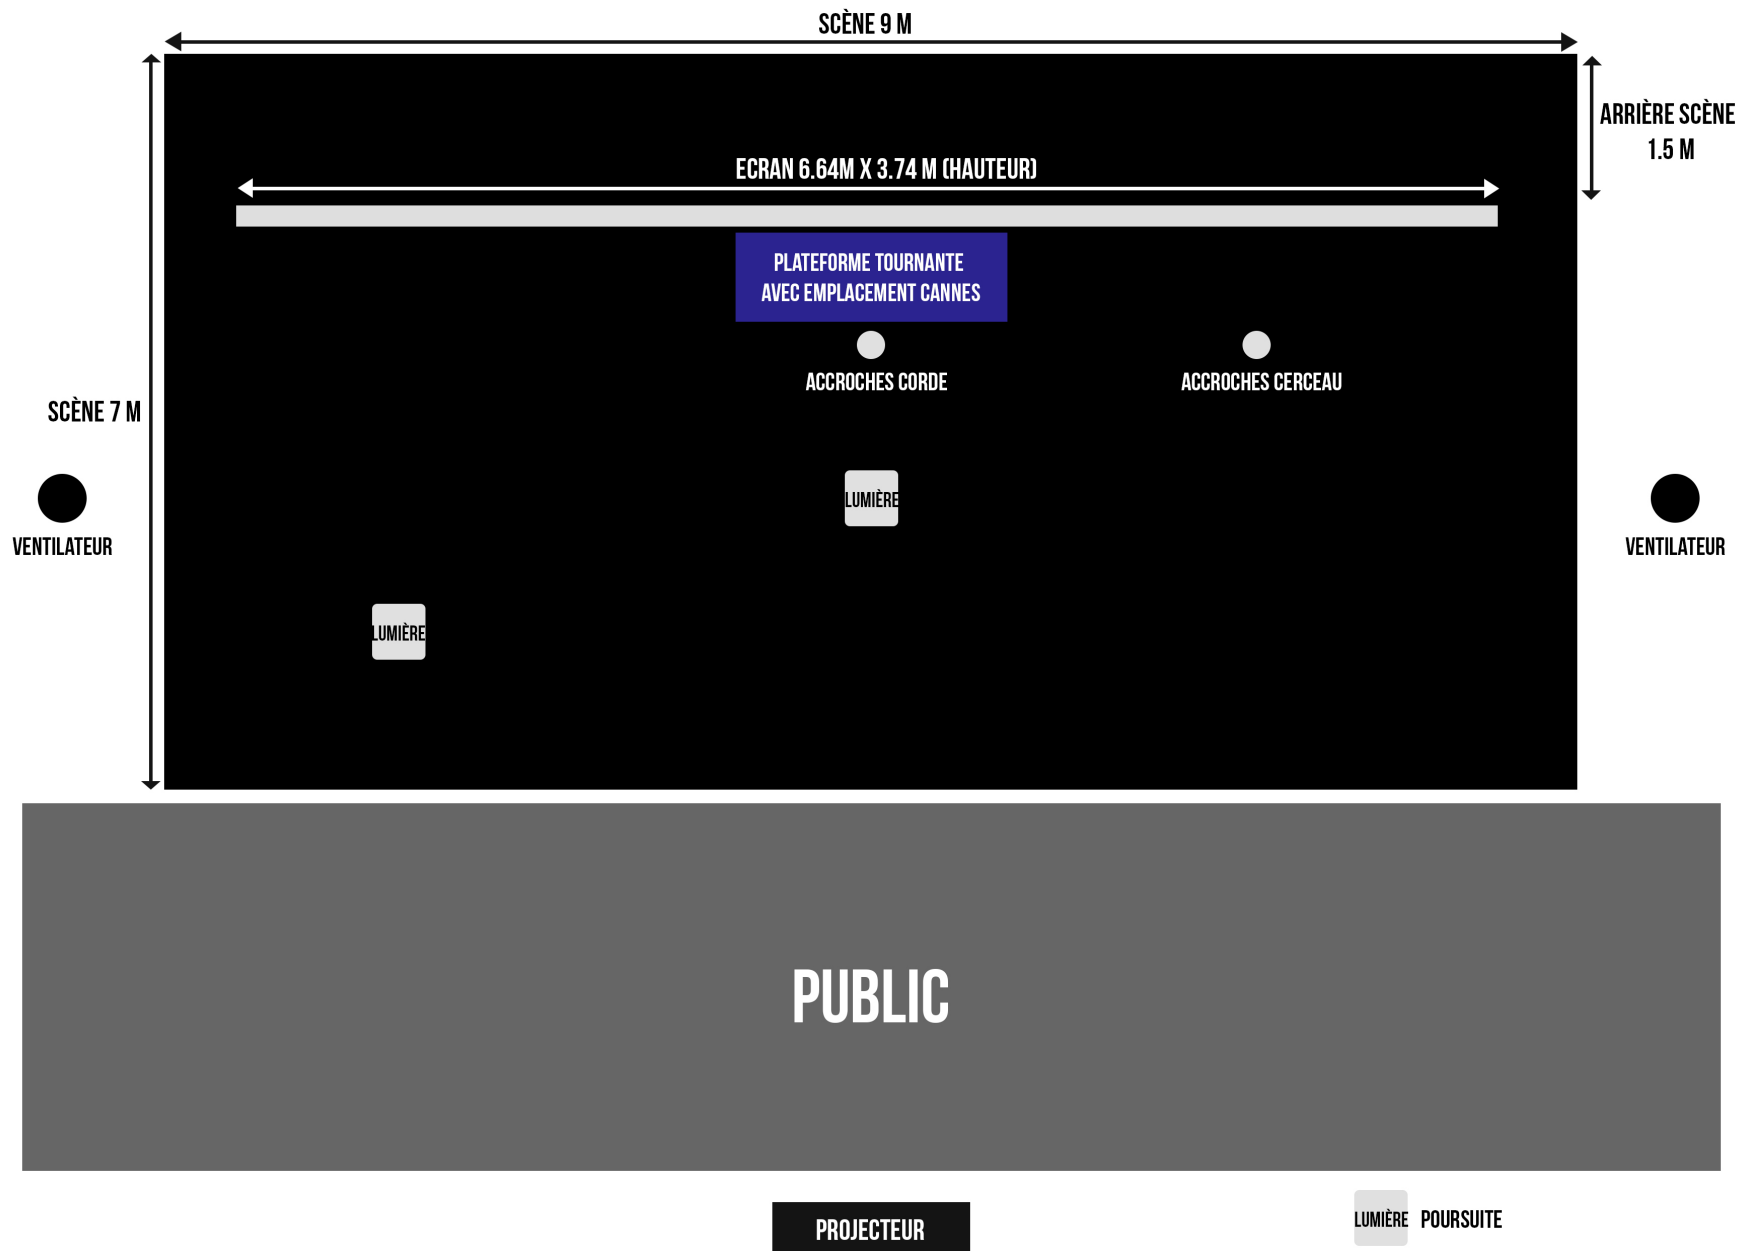 SCÈNE 9 M
ARRIÈRE SCÈNE
1.5 M
ECRAN 6.64M X 3.74 M (HAUTEUR)
PLATEFORME TOURNANTE
AVEC EMPLACEMENT CANNES
ACCROCHES CORDE
ACCROCHES CERCEAU
SCÈNE 7 M
LUMIÈRE
VENTILATEUR
VENTILATEUR
LUMIÈRE
PUBLIC
PROJECTEUR
LUMIÈRE POURSUITE